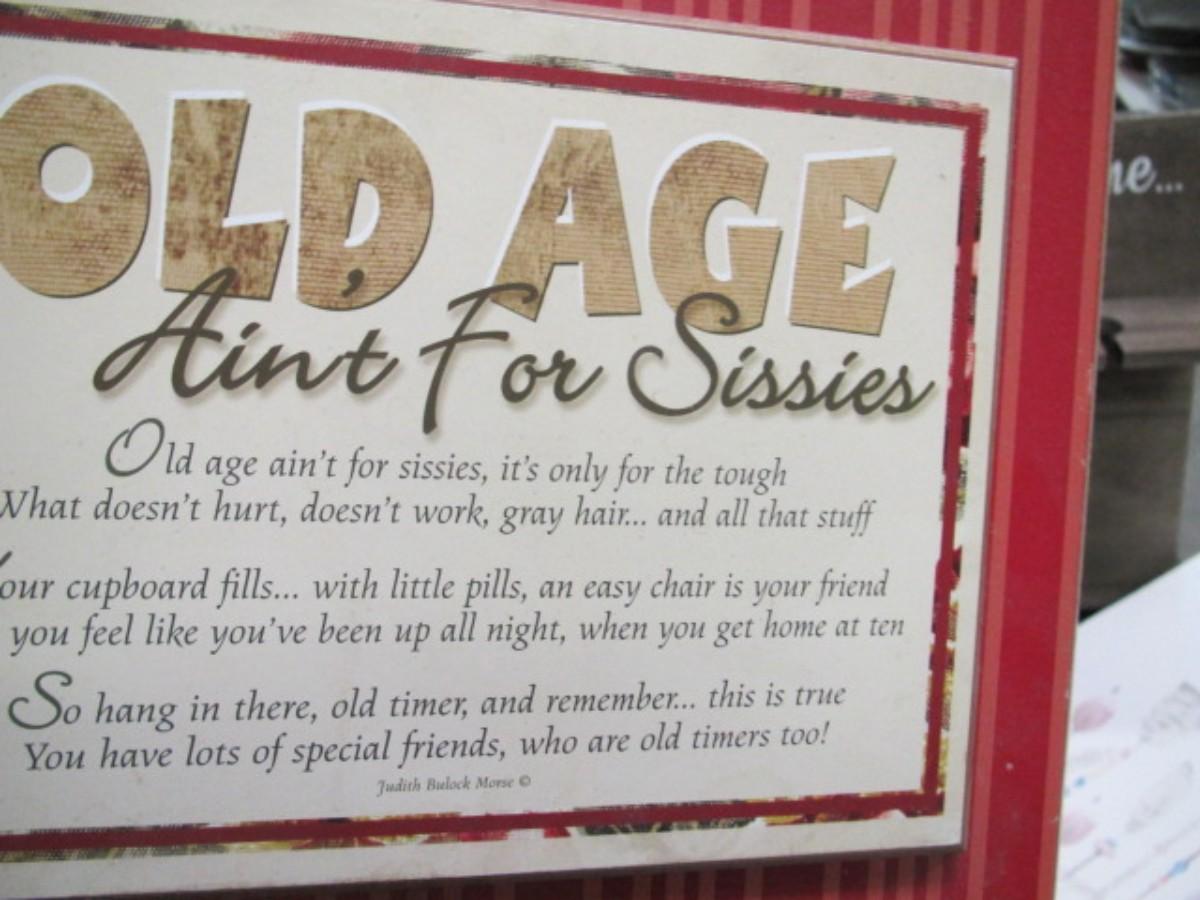 OLD AGE
Ain't For Sissies
Old age ain't for sissies, it's only for the tough
What doesn't hurt, doesn't work, gray hair... and all that stuff
Your cupboard fills... with little pills, an easy chair is your friend
you feel like you've been up all night, when you get home at ten
So hang in there, old timer, and remember... this is true
You have lots of special friends, who are old timers too!
Judith Bulock Morse ©